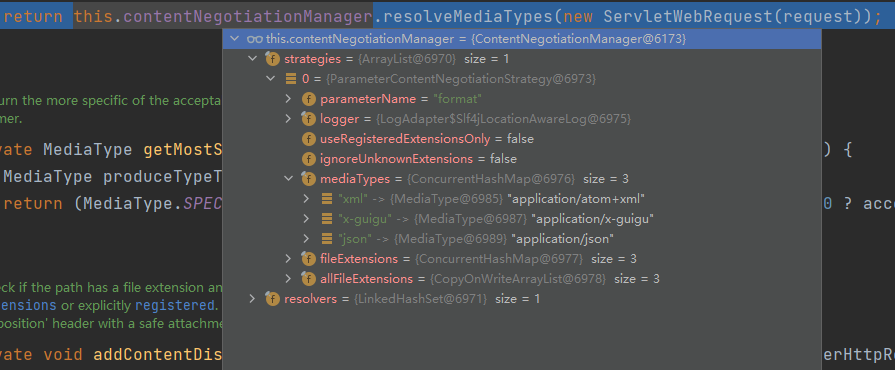 return this.contentNegotiationManager.resolveMediaTypes(new ServletWebRequest(request));
this.contentNegotiationManager = {ContentNegotiationManager@6173}
strategies = {ArrayList@6970} size = 1
0 = {ParameterContentNegotiationStrategy@6973}
urn the more specific of the accepta
parameterName = "format"
mer.
logger = {LogAdapter$Slf4jLocationAwareLog@6975}
useRegisteredExtensionsOnly = false
vate MediaType getMostS
) {
ignoreUnknownExtensions = false
MediaType produceTypeT
mediaTypes = {ConcurrentHashMap@6976} size = 3
return (MediaType.SPEC
"xml" -> {MediaType@6985} "application/atom+xml"
0 ? acce
"x-guigu" -> {MediaType@6987} "application/x-guigu"
"json" -> {MediaType@6989} "application/json"
fileExtensions = {ConcurrentHashMap@6977} size = 3
eck if the path has a file extension an
allFileExtensions = {CopyOnWriteArrayList@6978} size = 3
ensions or explicitly registered.
resolvers = {LinkedHashSet@6971} size = 1
position' header with a safe attachme
vate void addContentDis
erHttpRe